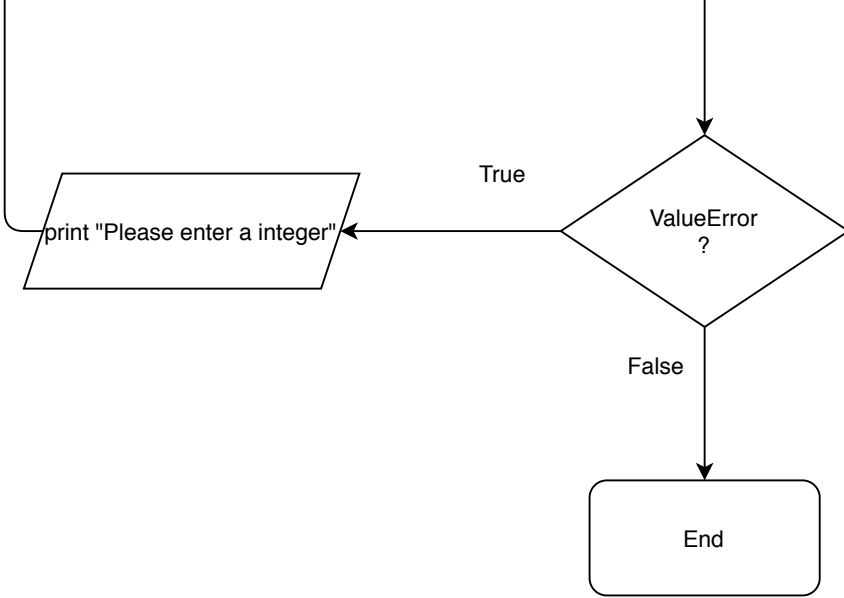 True
ValueError
?
print "Please enter a integer"
False
End